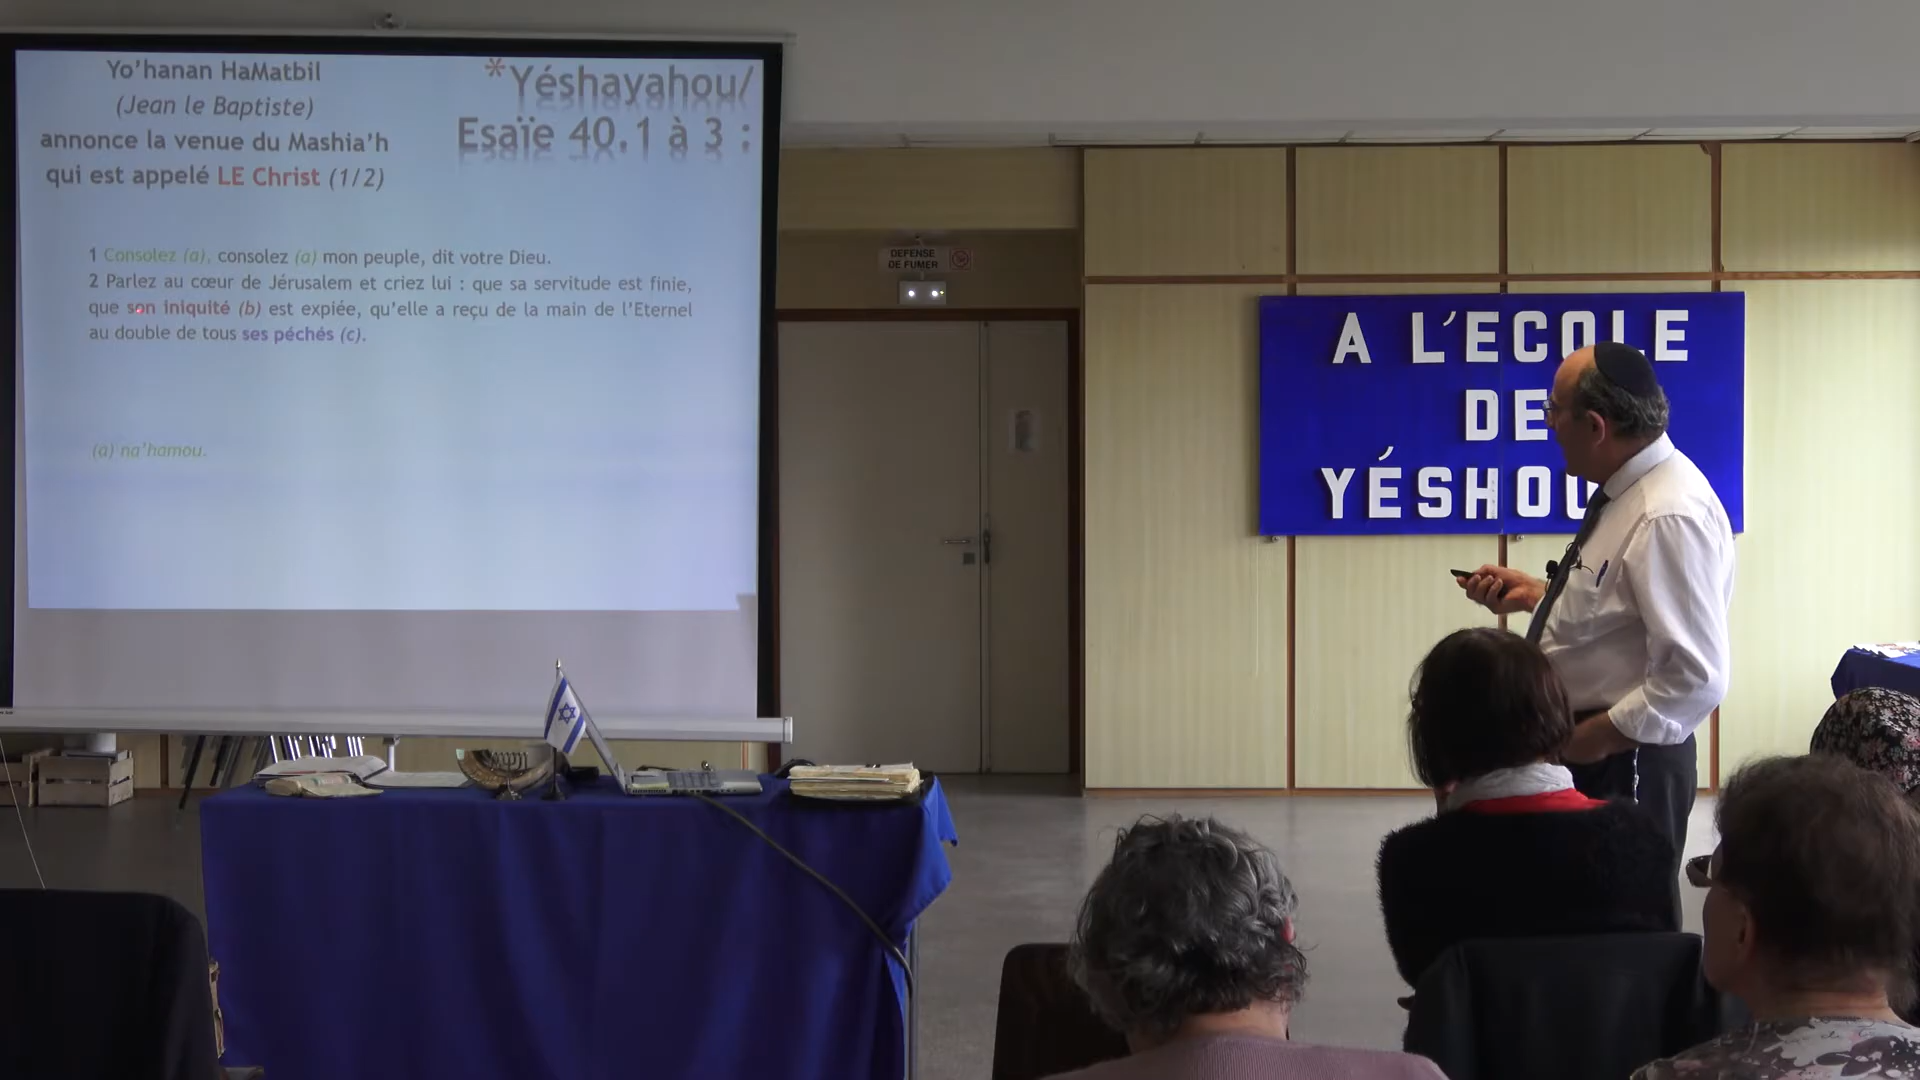 Yo'hanan HaMatbil
(Jean le Baptiste)
annonce la venue du Mashia'h
qui est appelé LE Christ (1/2)
*Yéshayahou/
Esaïe 40.1 à 3 :
1 Consolez (a), consolez (a) mon peuple, dit votre Dieu.
2 Parlez au cœur de Jérusalem et criez lui : que sa servitude est finie,
que son iniquité (b) est expiée, qu'elle a reçu de la main de l'Eternel
au double de tous ses péchés (c).
(a) na'hamou.
DEFENSE
DE FUMER
A L'ECOLE
DE
YÉSHOU